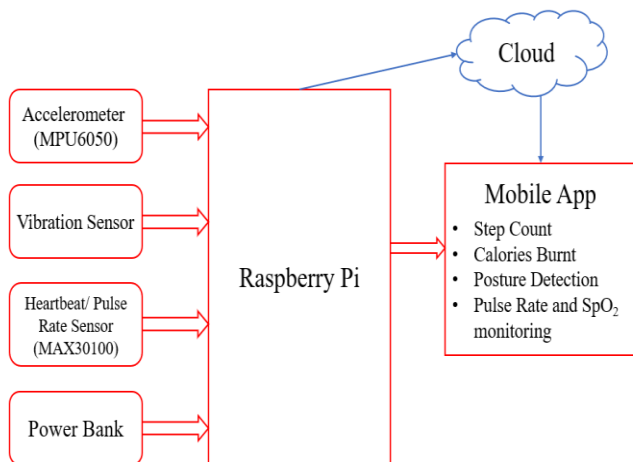 Cloud
Accelerometer
(MPU6050)
Vibration Sensor
Heartbeat/ Pulse
Rate Sensor
(MAX30100)
Power Bank
Raspberry Pi
Mobile App
• Step Count
• Calories Burnt
• Posture Detection
• Pulse Rate and SpO₂
monitoring